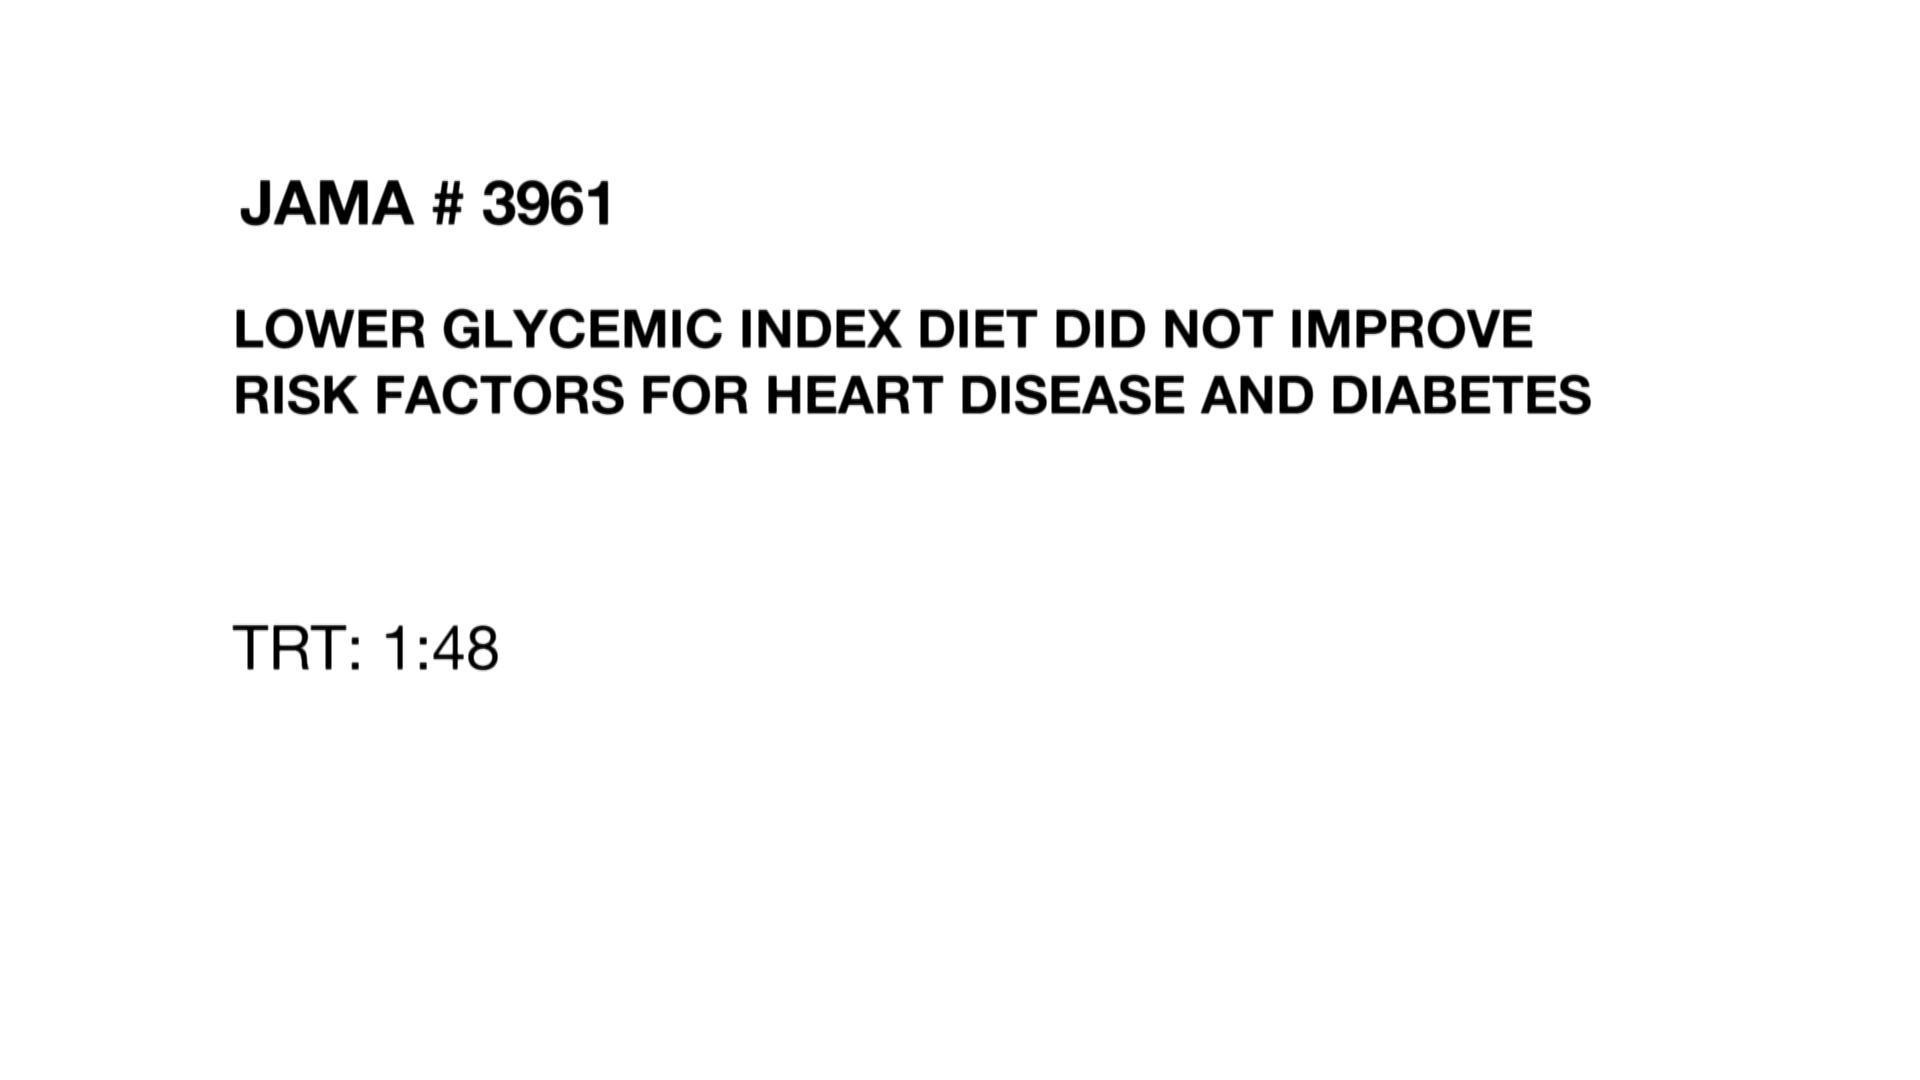 JAMA # 3961
LOWER GLYCEMIC INDEX DIET DID NOT IMPROVE
RISK FACTORS FOR HEART DISEASE AND DIABETES
TRT: 1:48